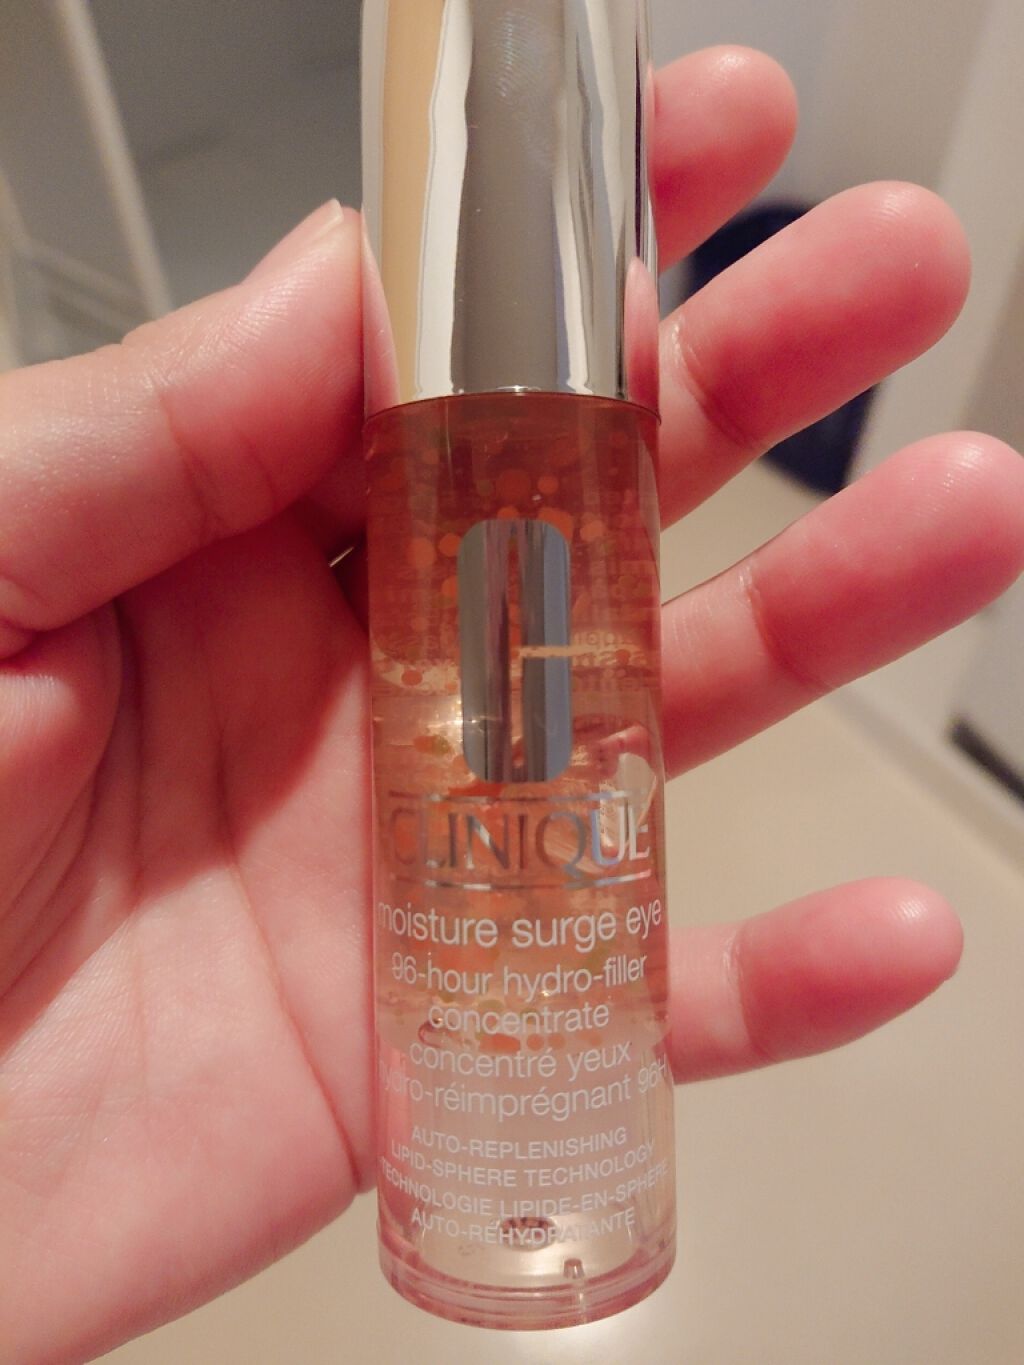 CLINIQUE
moisture surge eye
96-hour hydro-filler
concentrate
concentré yeux
hydro-réimprégnant 96H
AUTO-REPLENISHING
LIPID-SPHERE TECHNOLOGY
TECHNOLOGIE LIPIDE-EN-SPHÈRE
AUTO-RÉHYDRATANTE